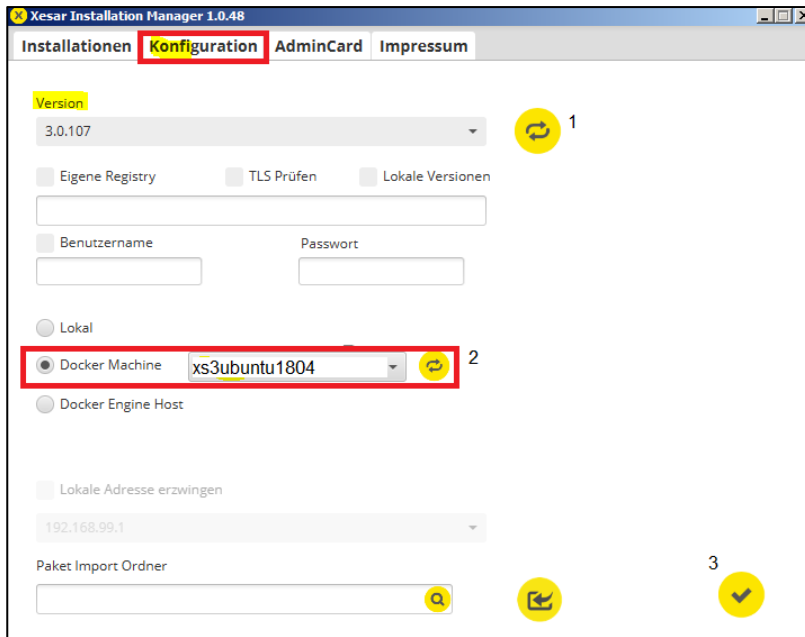 Xesar Installation Manager 1.0.48
Installationen Konfiguration AdminCard Impressum
Version
3.0.107
1
Eigene Registry TLS Prüfen Lokale Versionen
Benutzername Passwort
Lokal
Docker Machine xs3ubuntu1804 2
Docker Engine Host
Lokale Adresse erzwingen
192.168.99.1
Paket Import Ordner
3